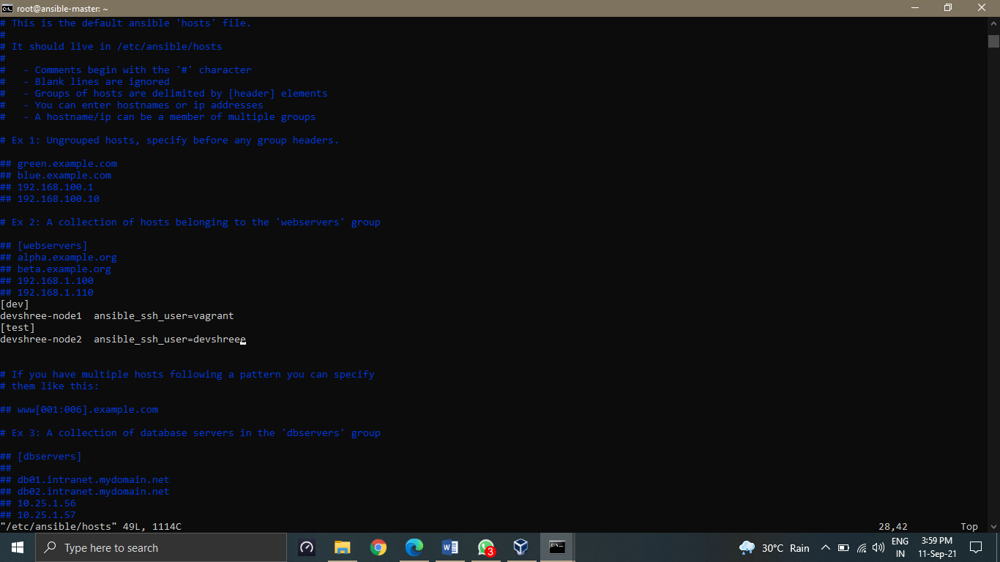 root@ansible-master: ~
# This is the default ansible 'hosts' file.
#
# It should live in /etc/ansible/hosts
#
#   - Comments begin with the '#' character
#   - Blank lines are ignored
#   - Groups of hosts are delimited by [header] elements
#   - You can enter hostnames or ip addresses
#   - A hostname/ip can be a member of multiple groups
# Ex 1: Ungrouped hosts, specify before any group headers.
## green.example.com
## blue.example.com
## 192.168.100.1
## 192.168.100.10
# Ex 2: A collection of hosts belonging to the 'webservers' group
## [webservers]
## alpha.example.org
## beta.example.org
## 192.168.1.100
## 192.168.1.110
[dev]
devshree-node1  ansible_ssh_user=vagrant
[test]
devshree-node2  ansible_ssh_user=devshreee
# If you have multiple hosts following a pattern you can specify
# them like this:
## www[001:006].example.com
# Ex 3: A collection of database servers in the 'dbservers' group
## [dbservers]
##
## db01.intranet.mydomain.net
## db02.intranet.mydomain.net
## 10.25.1.56
## 10.25.1.57
"/etc/ansible/hosts" 49L, 1114C 28,42 Top
Type here to search
3
30°C Rain
ENG
IN
3:59 PM
11-Sep-21